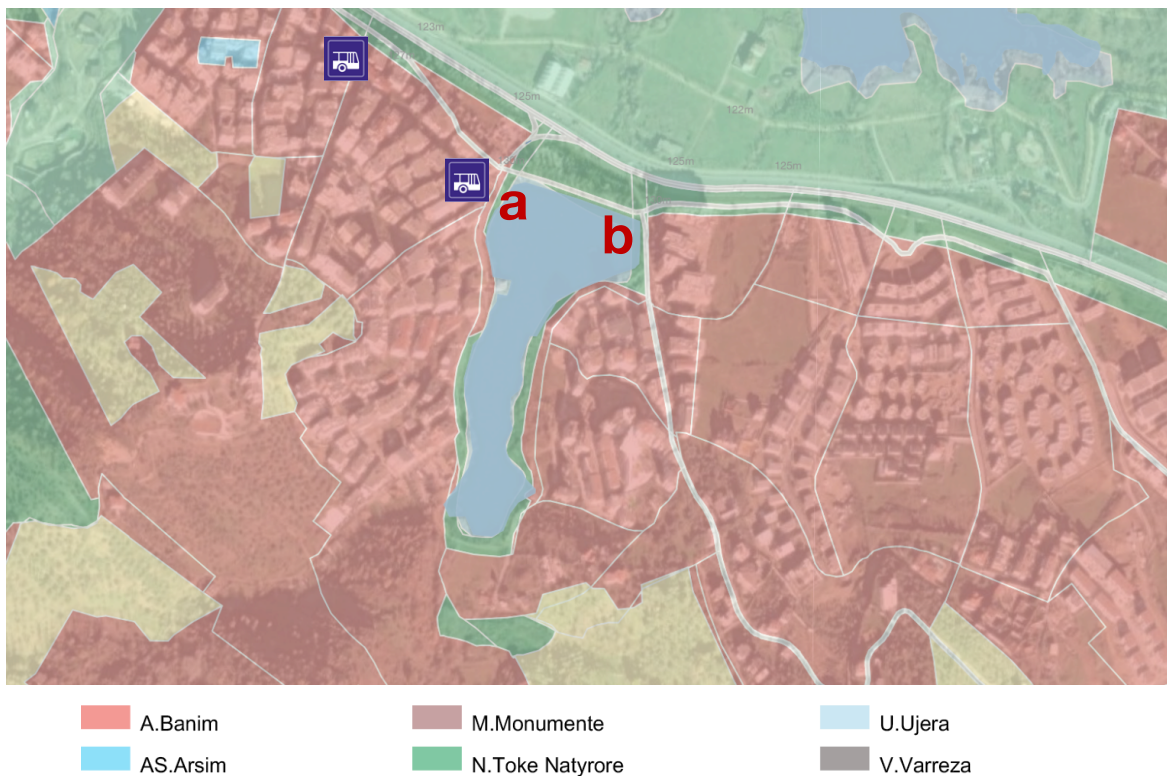 123m
125m
122m
125m
125m
a
b
A.Banim
M.Monumente
U.Ujera
AS.Arsim
N.Toke Natyrore
V.Varreza